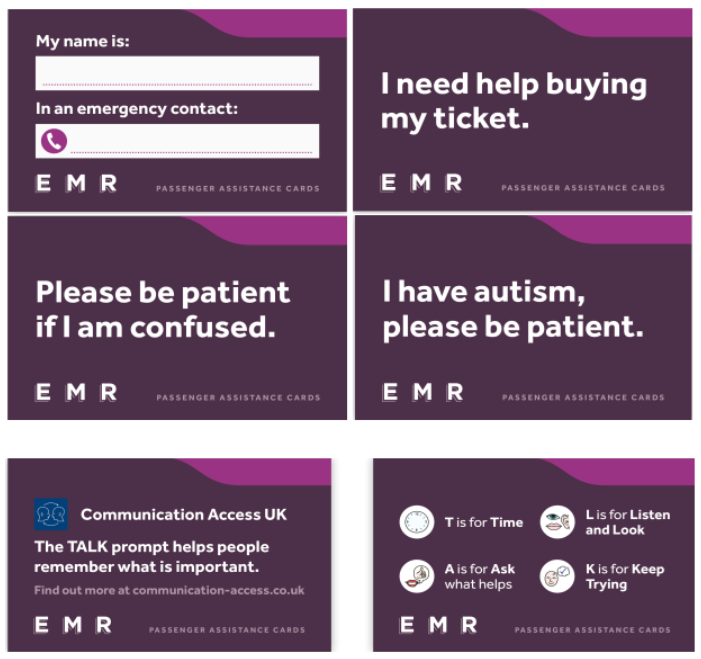 My name is:
In an emergency contact:
EMR
PASSENGER ASSISTANCE CARDS
I need help buying
my ticket.
EMR
PASSENGER ASSISTANCE CARDS
Please be patient
if I am confused.
EMR
PASSENGER ASSISTANCE CARDS
I have autism,
please be patient.
EMR
PASSENGER ASSISTANCE CARDS
Communication Access UK
The TALK prompt helps people
remember what is important.
Find out more at communication-access.co.uk
EMR
PASSENGER ASSISTANCE CARDS
T is for Time
L is for Listen
and Look
A is for Ask
what helps
K is for Keep
Trying
EMR
PASSENGER ASSISTANCE CARDS